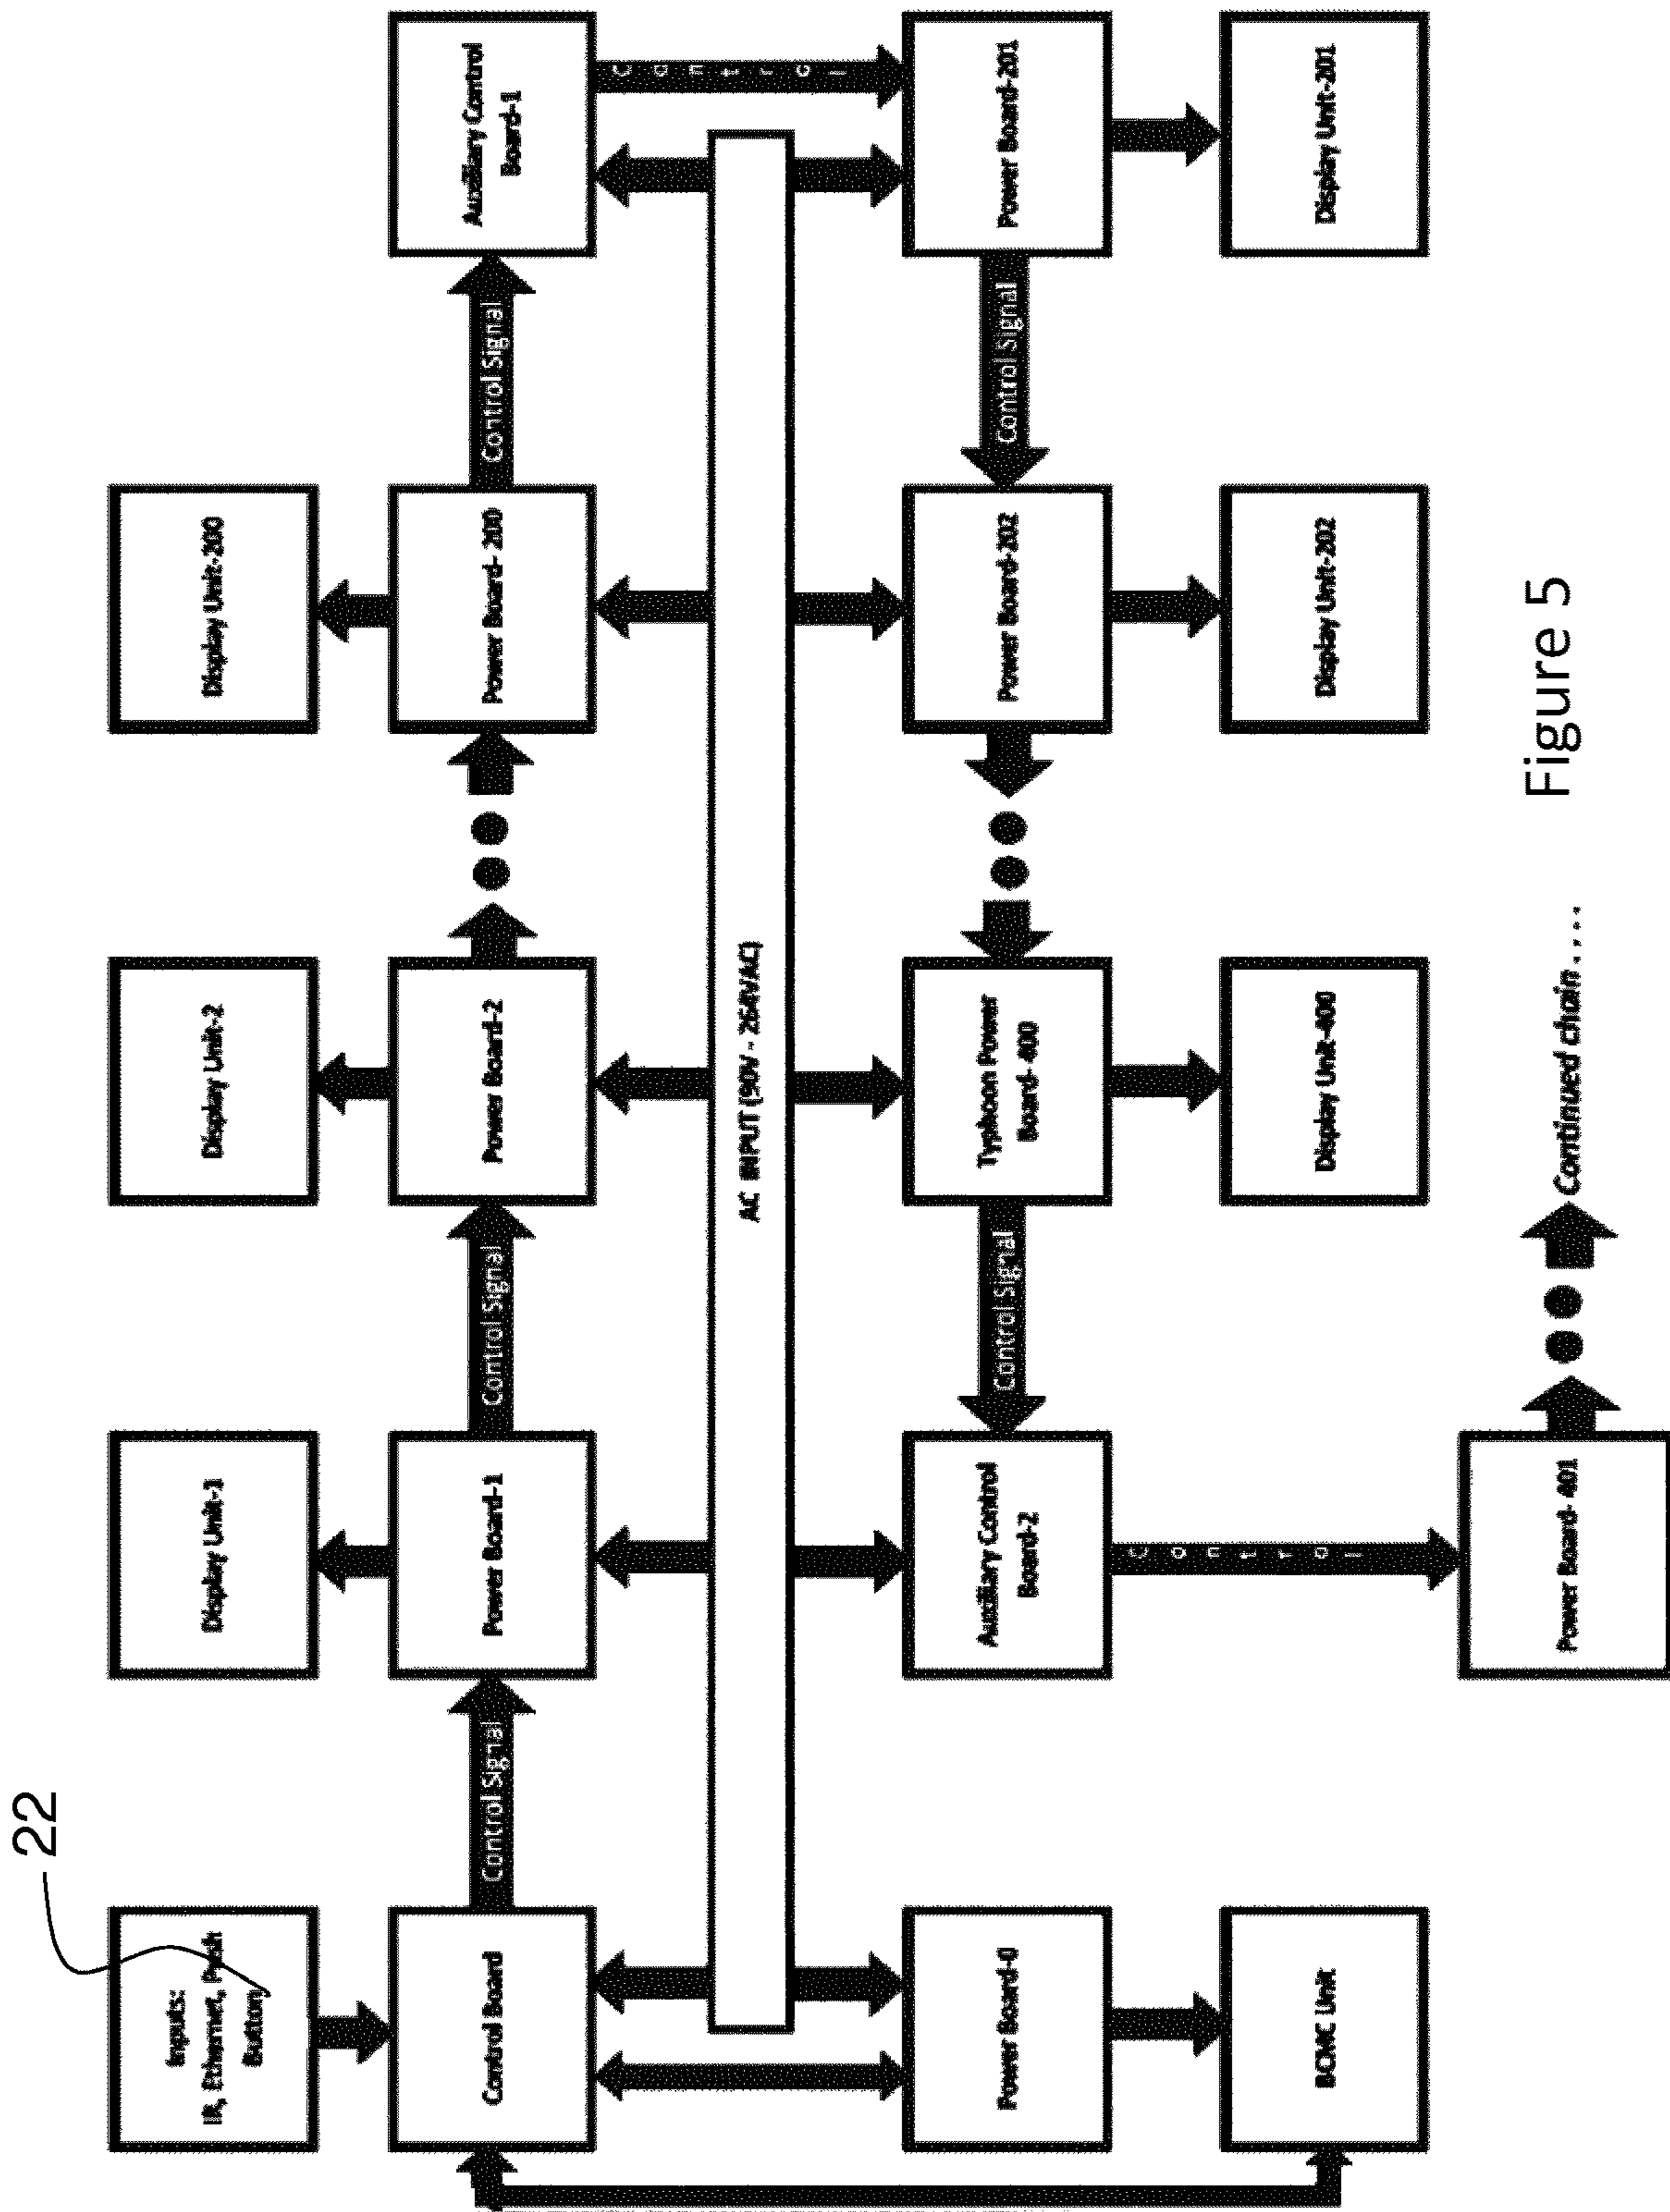 22
Inputs:
IR, Ethernet, Push
Button
Display Unit-1
Display Unit-2
Display Unit-200
Control Board
Control Signal
Power Board-1
Control Signal
Power Board-2
Power Board- 200
Control Signal
Auxiliary Control
Board-1
AC INPUT (90V - 264VAC)
Control
Power Board-0
Auxiliary Control
Board-2
Control Signal
Typhoon Power
Board- 400
Power Board-202
Control Signal
Power Board-201
BCMC Unit
Control
Display Unit-400
Display Unit-202
Display Unit-201
Power Board- 401
Continued chain . . . .
Figure 5